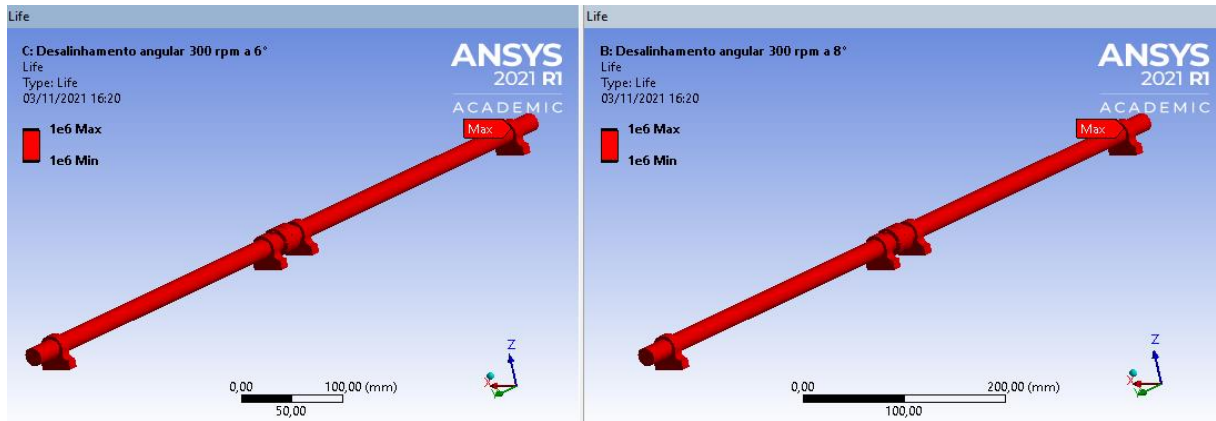 Life
C: Desalinhamento angular 300 rpm a 6°
Life
Type: Life
03/11/2021 16:20
1e6 Max
1e6 Min
ANSYS
2021 R1
ACADEMIC
Max
Z
X
Y
0,00 100,00 (mm)
50,00
Life
B: Desalinhamento angular 300 rpm a 8°
Life
Type: Life
03/11/2021 16:20
1e6 Max
1e6 Min
ANSYS
2021 R1
ACADEMIC
Max
Z
X
Y
0,00 200,00 (mm)
100,00